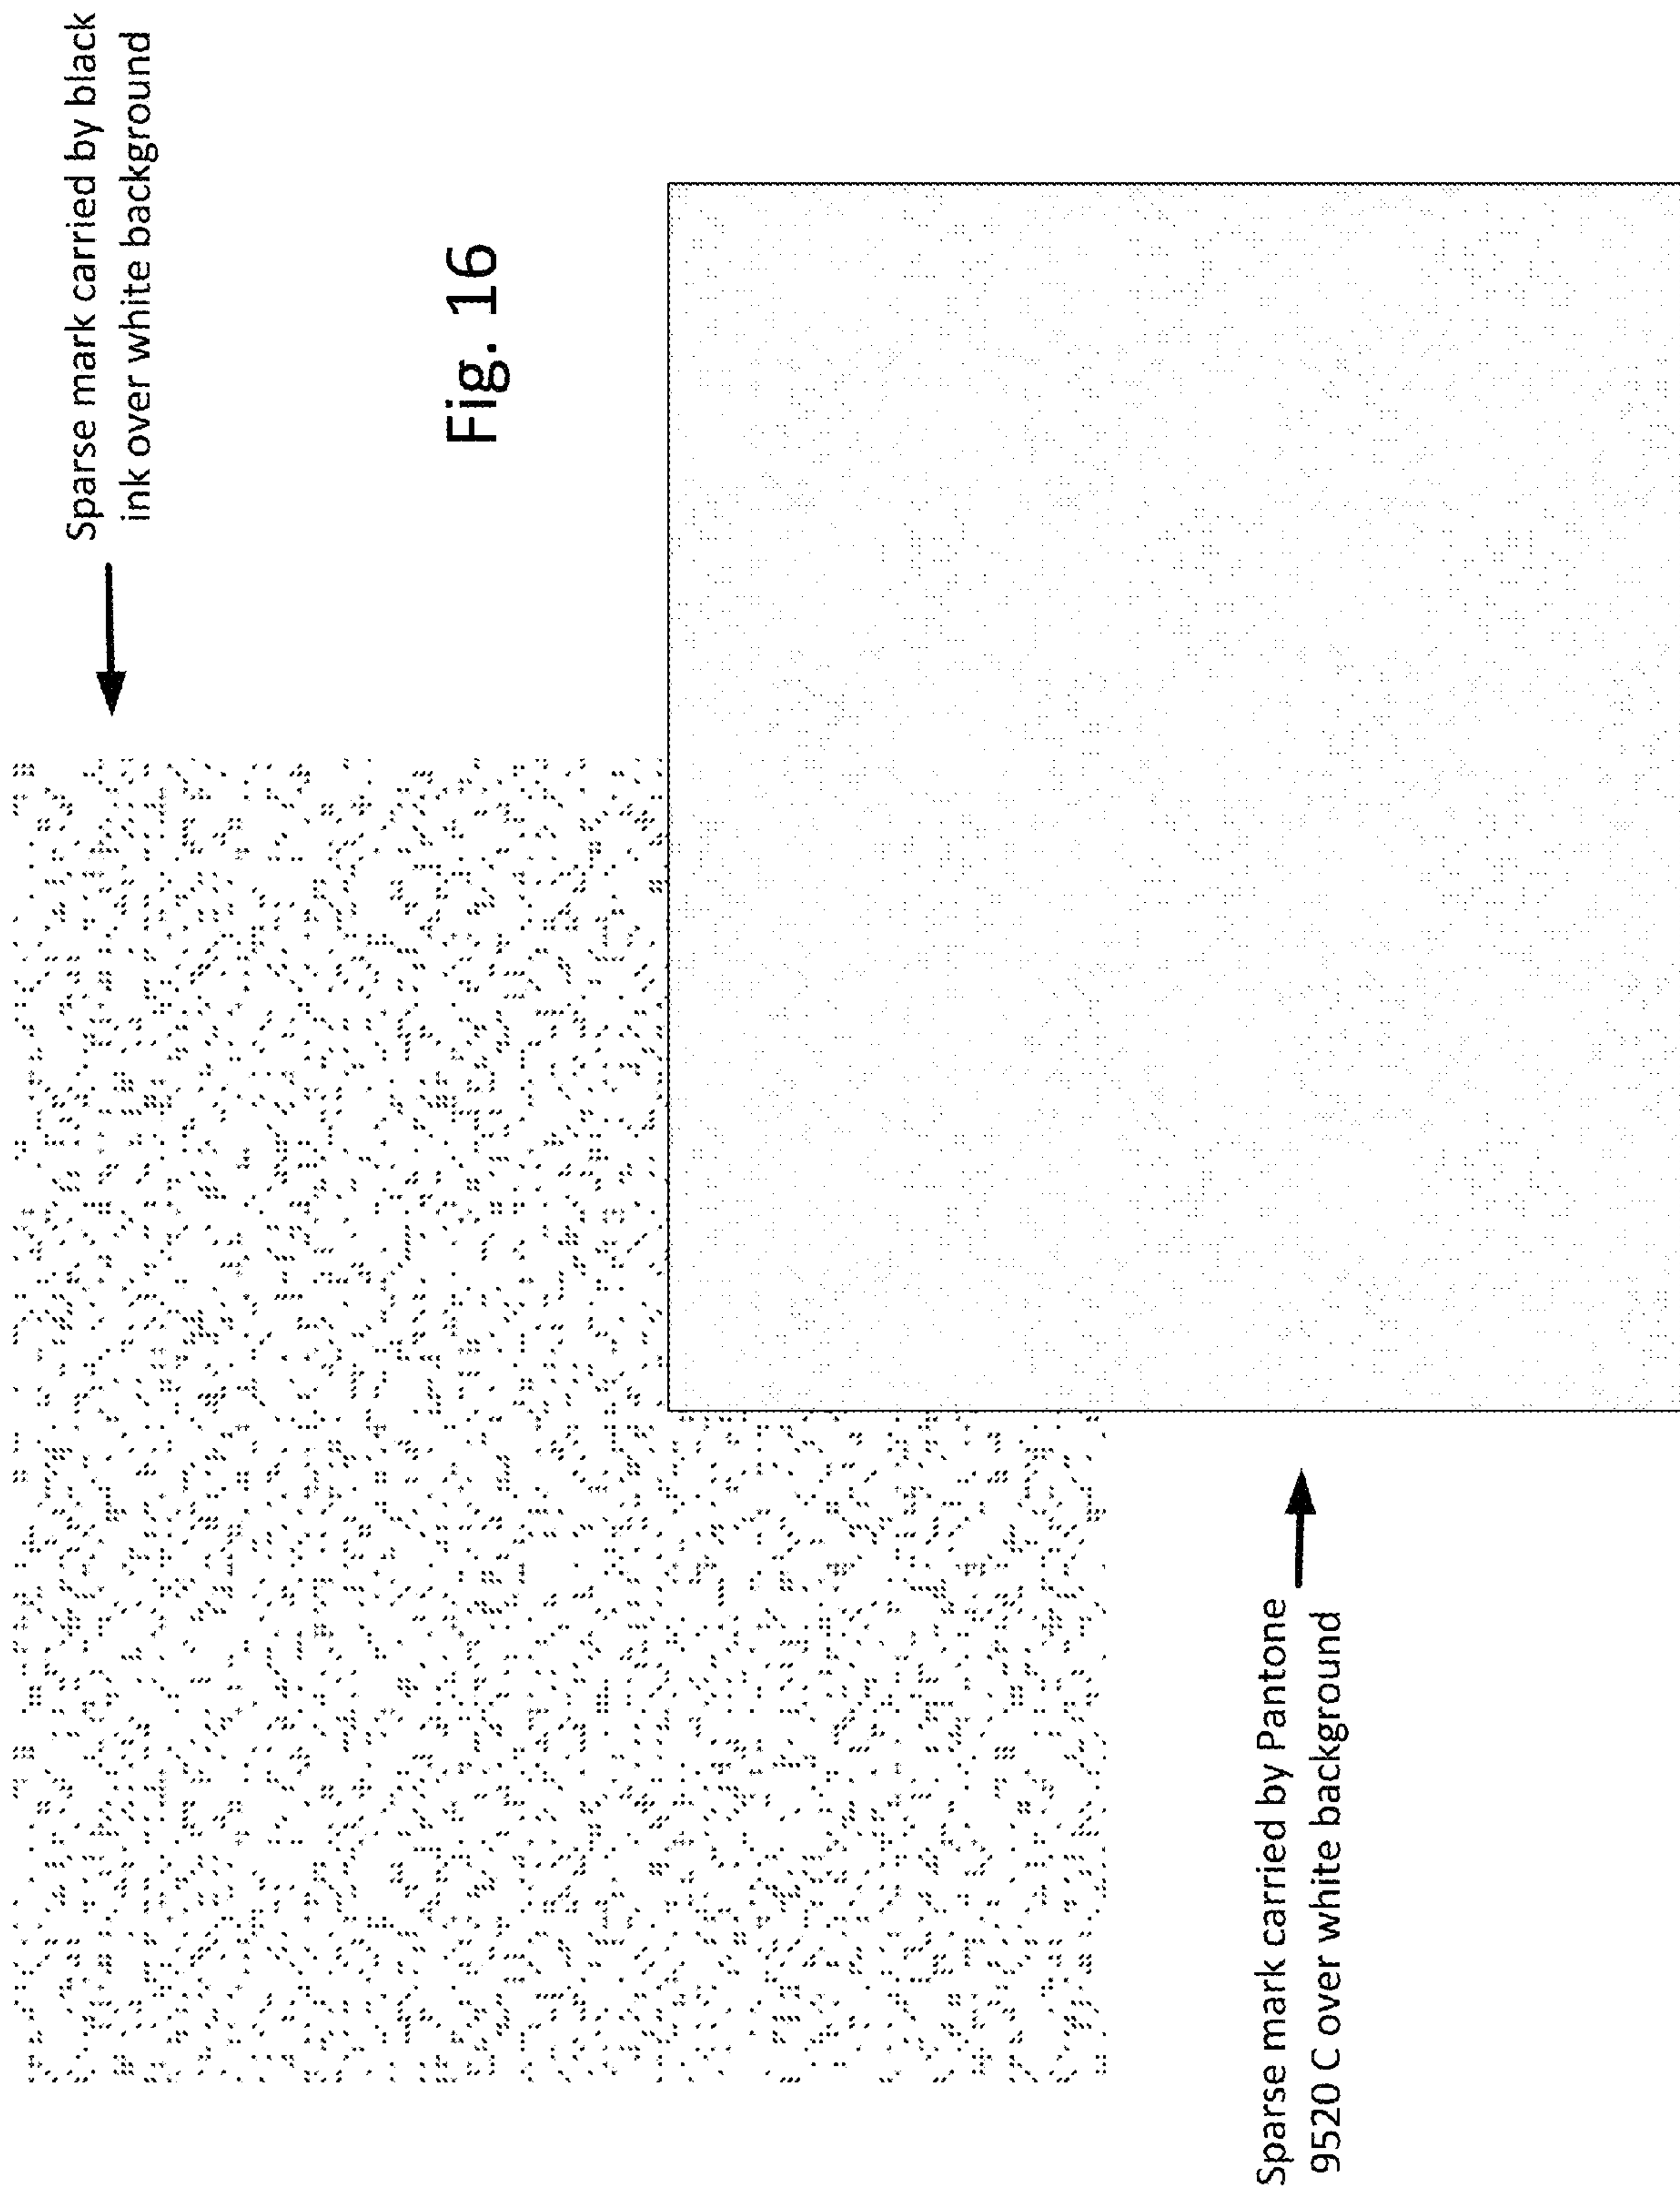 Sparse mark carried by black
ink over white background
Fig. 16
Sparse mark carried by Pantone
9520 C over white background